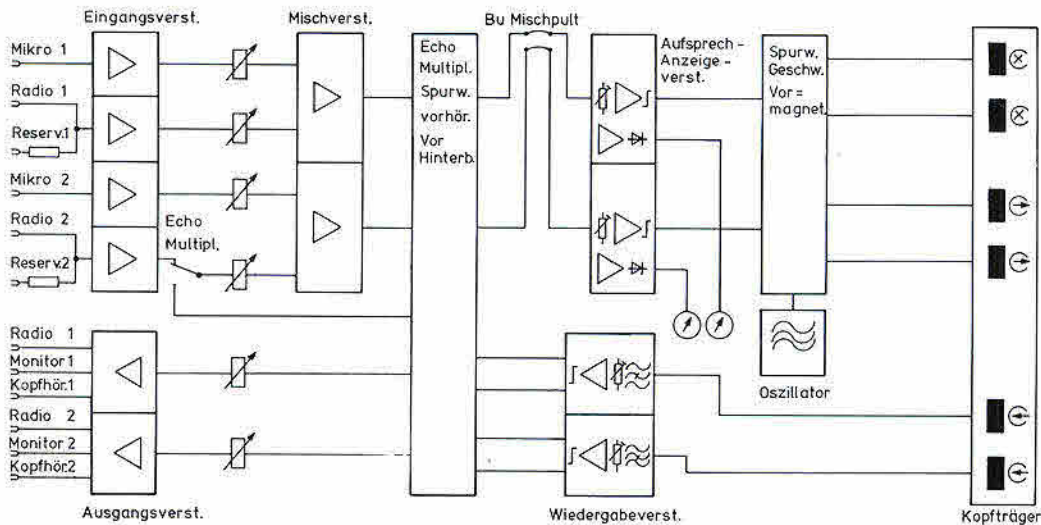 Eingangsverst.
Mischverst.
Bu Mischpult
Mikro 1
Radio 1
Reserv.1
Mikro 2
Radio 2
Reserv.2
Echo
Multipl.
Echo
Multipl.
Spurw.
vorhör.
Vor
Hinterb.
Aufsprech-
Anzeige-
verst.
Spurw.
Geschw.
Vor=
magnet.
Oszillator
Radio 1
Monitor 1
Kopfhör.1
Radio 2
Monitor 2
Kopfhör.2
Ausgangsverst.
Wiedergabeverst.
Kopfträger